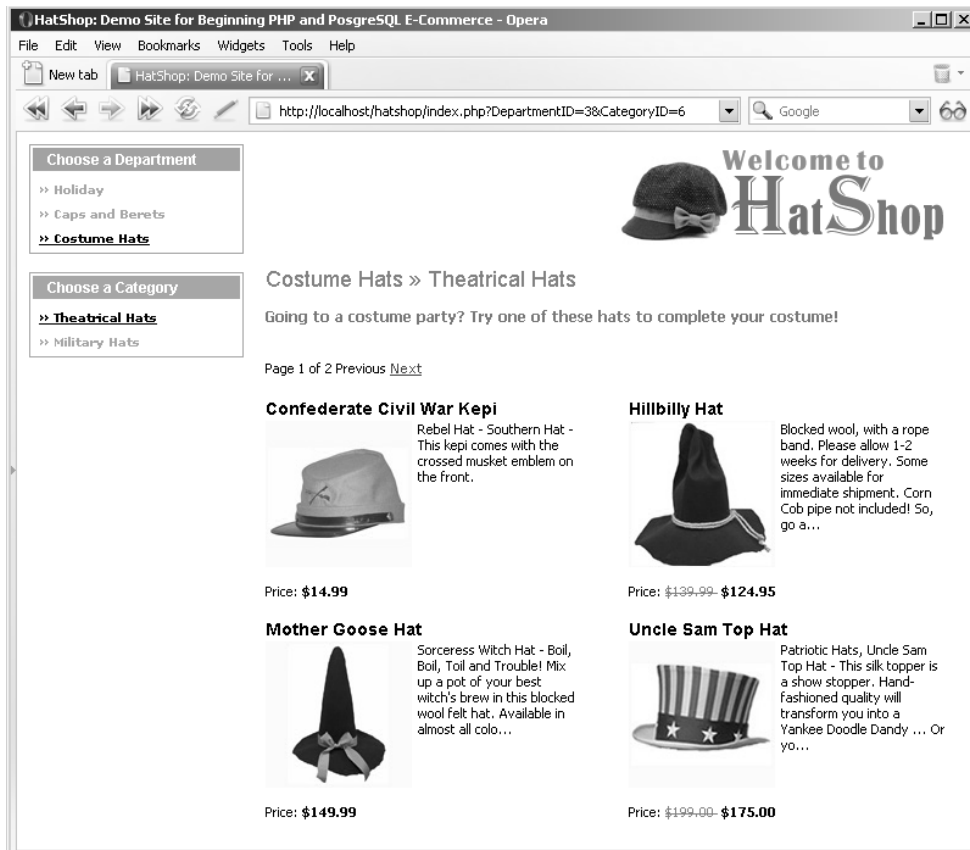 HatShop: Demo Site for Beginning PHP and PosgreSQL E-Commerce - Opera
File Edit View Bookmarks Widgets Tools Help
New tab HatShop: Demo Site for ...
http://localhost/hatshop/index.php?DepartmentID=3&CategoryID=6
Google
Choose a Department
» Holiday
» Caps and Berets
» Costume Hats
Choose a Category
» Theatrical Hats
» Military Hats
Welcome to
HatShop
Costume Hats » Theatrical Hats
Going to a costume party? Try one of these hats to complete your costume!
Page 1 of 2 Previous Next
Confederate Civil War Kepi
Rebel Hat - Southern Hat -
This kepi comes with the
crossed musket emblem on
the front.
Price: $14.99
Hillbilly Hat
Blocked wool, with a rope
band. Please allow 1-2
weeks for delivery. Some
sizes available for
immediate shipment. Corn
Cob pipe not included! So,
go a...
Price: $139.99 $124.95
Mother Goose Hat
Sorceress Witch Hat - Boil,
Boil, Toil and Trouble! Mix
up a pot of your best
witch's brew in this blocked
wool felt hat. Available in
almost all colo...
Price: $149.99
Uncle Sam Top Hat
Patriotic Hats, Uncle Sam
Top Hat - This silk topper is
a show stopper. Hand-
fashioned quality will
transform you into a
Yankee Doodle Dandy ... Or
yo...
Price: $199.00 $175.00